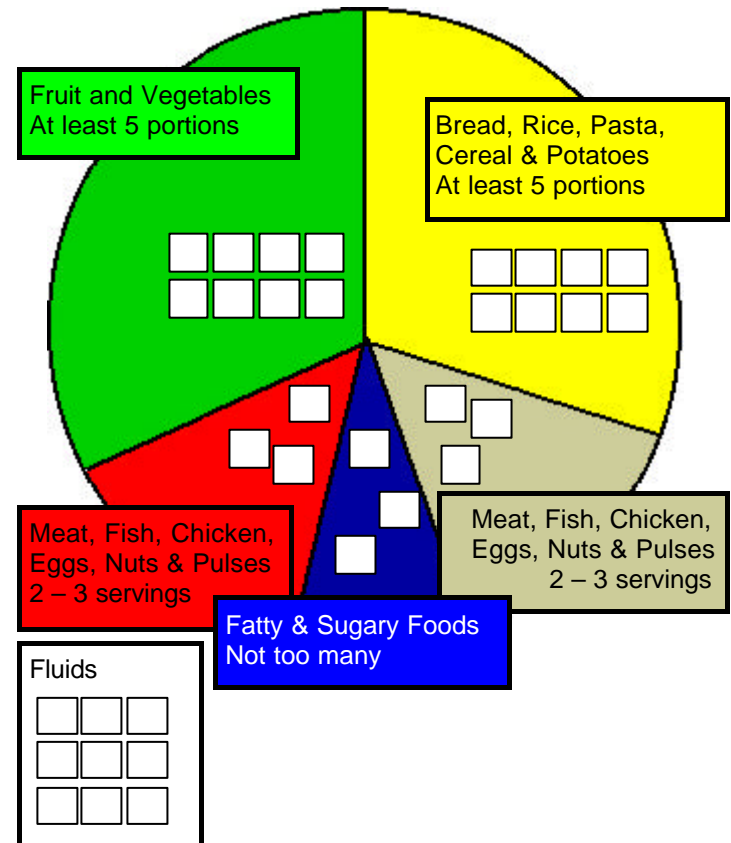 Fruit and Vegetables
At least 5 portions
Bread, Rice, Pasta,
Cereal & Potatoes
At least 5 portions
Meat, Fish, Chicken,
Eggs, Nuts & Pulses
2 – 3 servings
Meat, Fish, Chicken,
Eggs, Nuts & Pulses
2 – 3 servings
Fatty & Sugary Foods
Not too many
Fluids